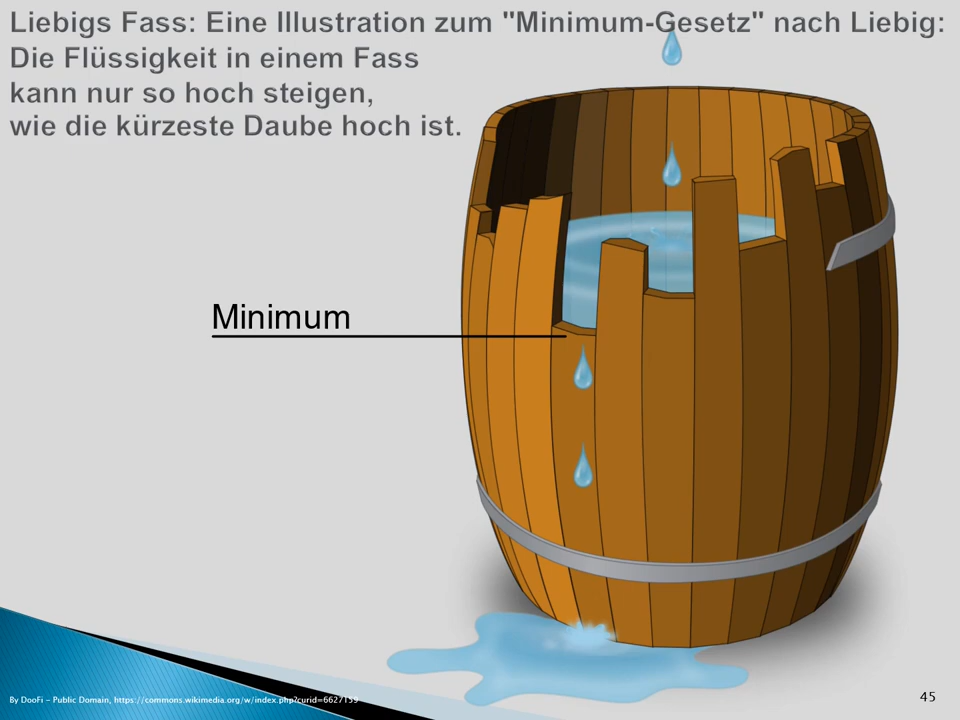 Liebigs Fass: Eine Illustration zum "Minimum-Gesetz" nach Liebig:
Die Flüssigkeit in einem Fass
kann nur so hoch steigen,
wie die kürzeste Daube hoch ist.
Minimum
By DooFi - Public Domain, https://commons.wikimedia.org/w/index.php?curid=6627159
45